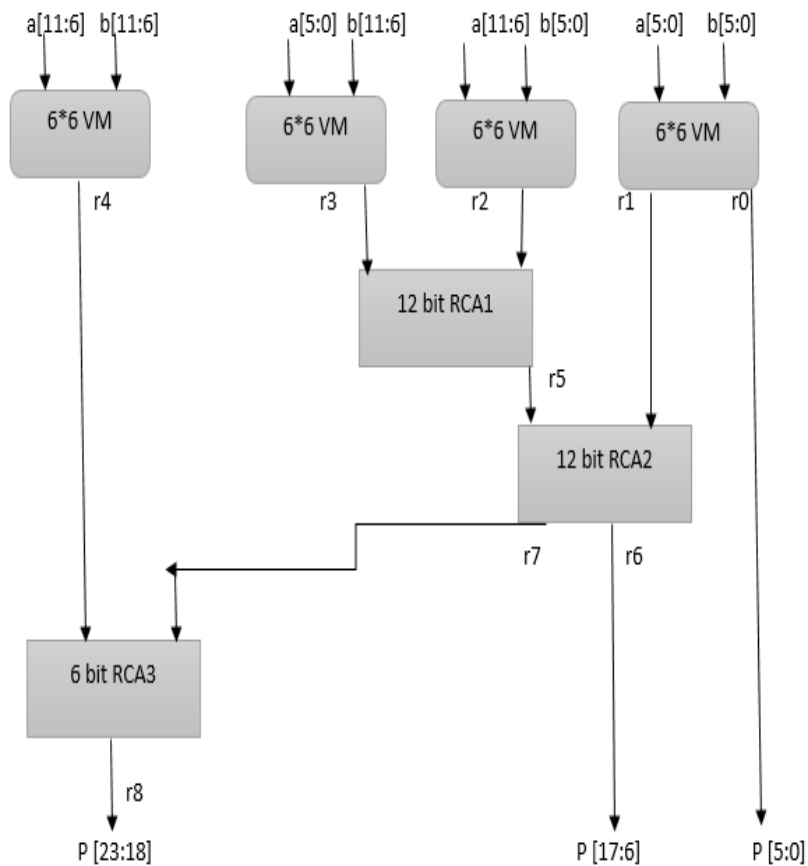 a[11:6] b[11:6] a[5:0] b[11:6] a[11:6] b[5:0] a[5:0] b[5:0]
6*6 VM 6*6 VM 6*6 VM 6*6 VM
r4 r3 r2 r1 r0
12 bit RCA1
r5
12 bit RCA2
r7 r6
6 bit RCA3
r8
P [23:18] P [17:6] P [5:0]